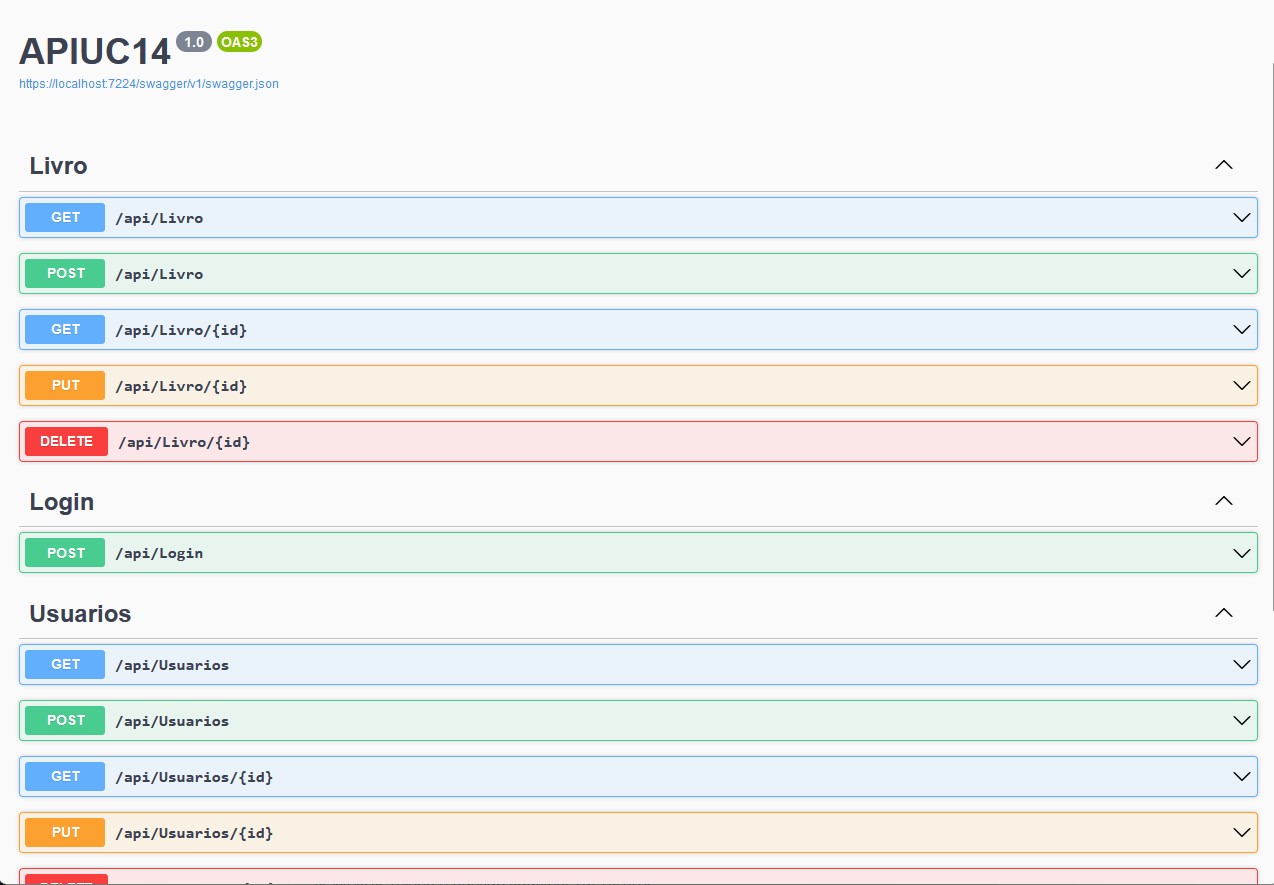 APIUC14 1.0 OAS3
https://localhost:7224/swagger/v1/swagger.json
Livro
GET /api/Livro
POST /api/Livro
GET /api/Livro/{id}
PUT /api/Livro/{id}
DELETE /api/Livro/{id}
Login
POST /api/Login
Usuarios
GET /api/Usuarios
POST /api/Usuarios
GET /api/Usuarios/{id}
PUT /api/Usuarios/{id}